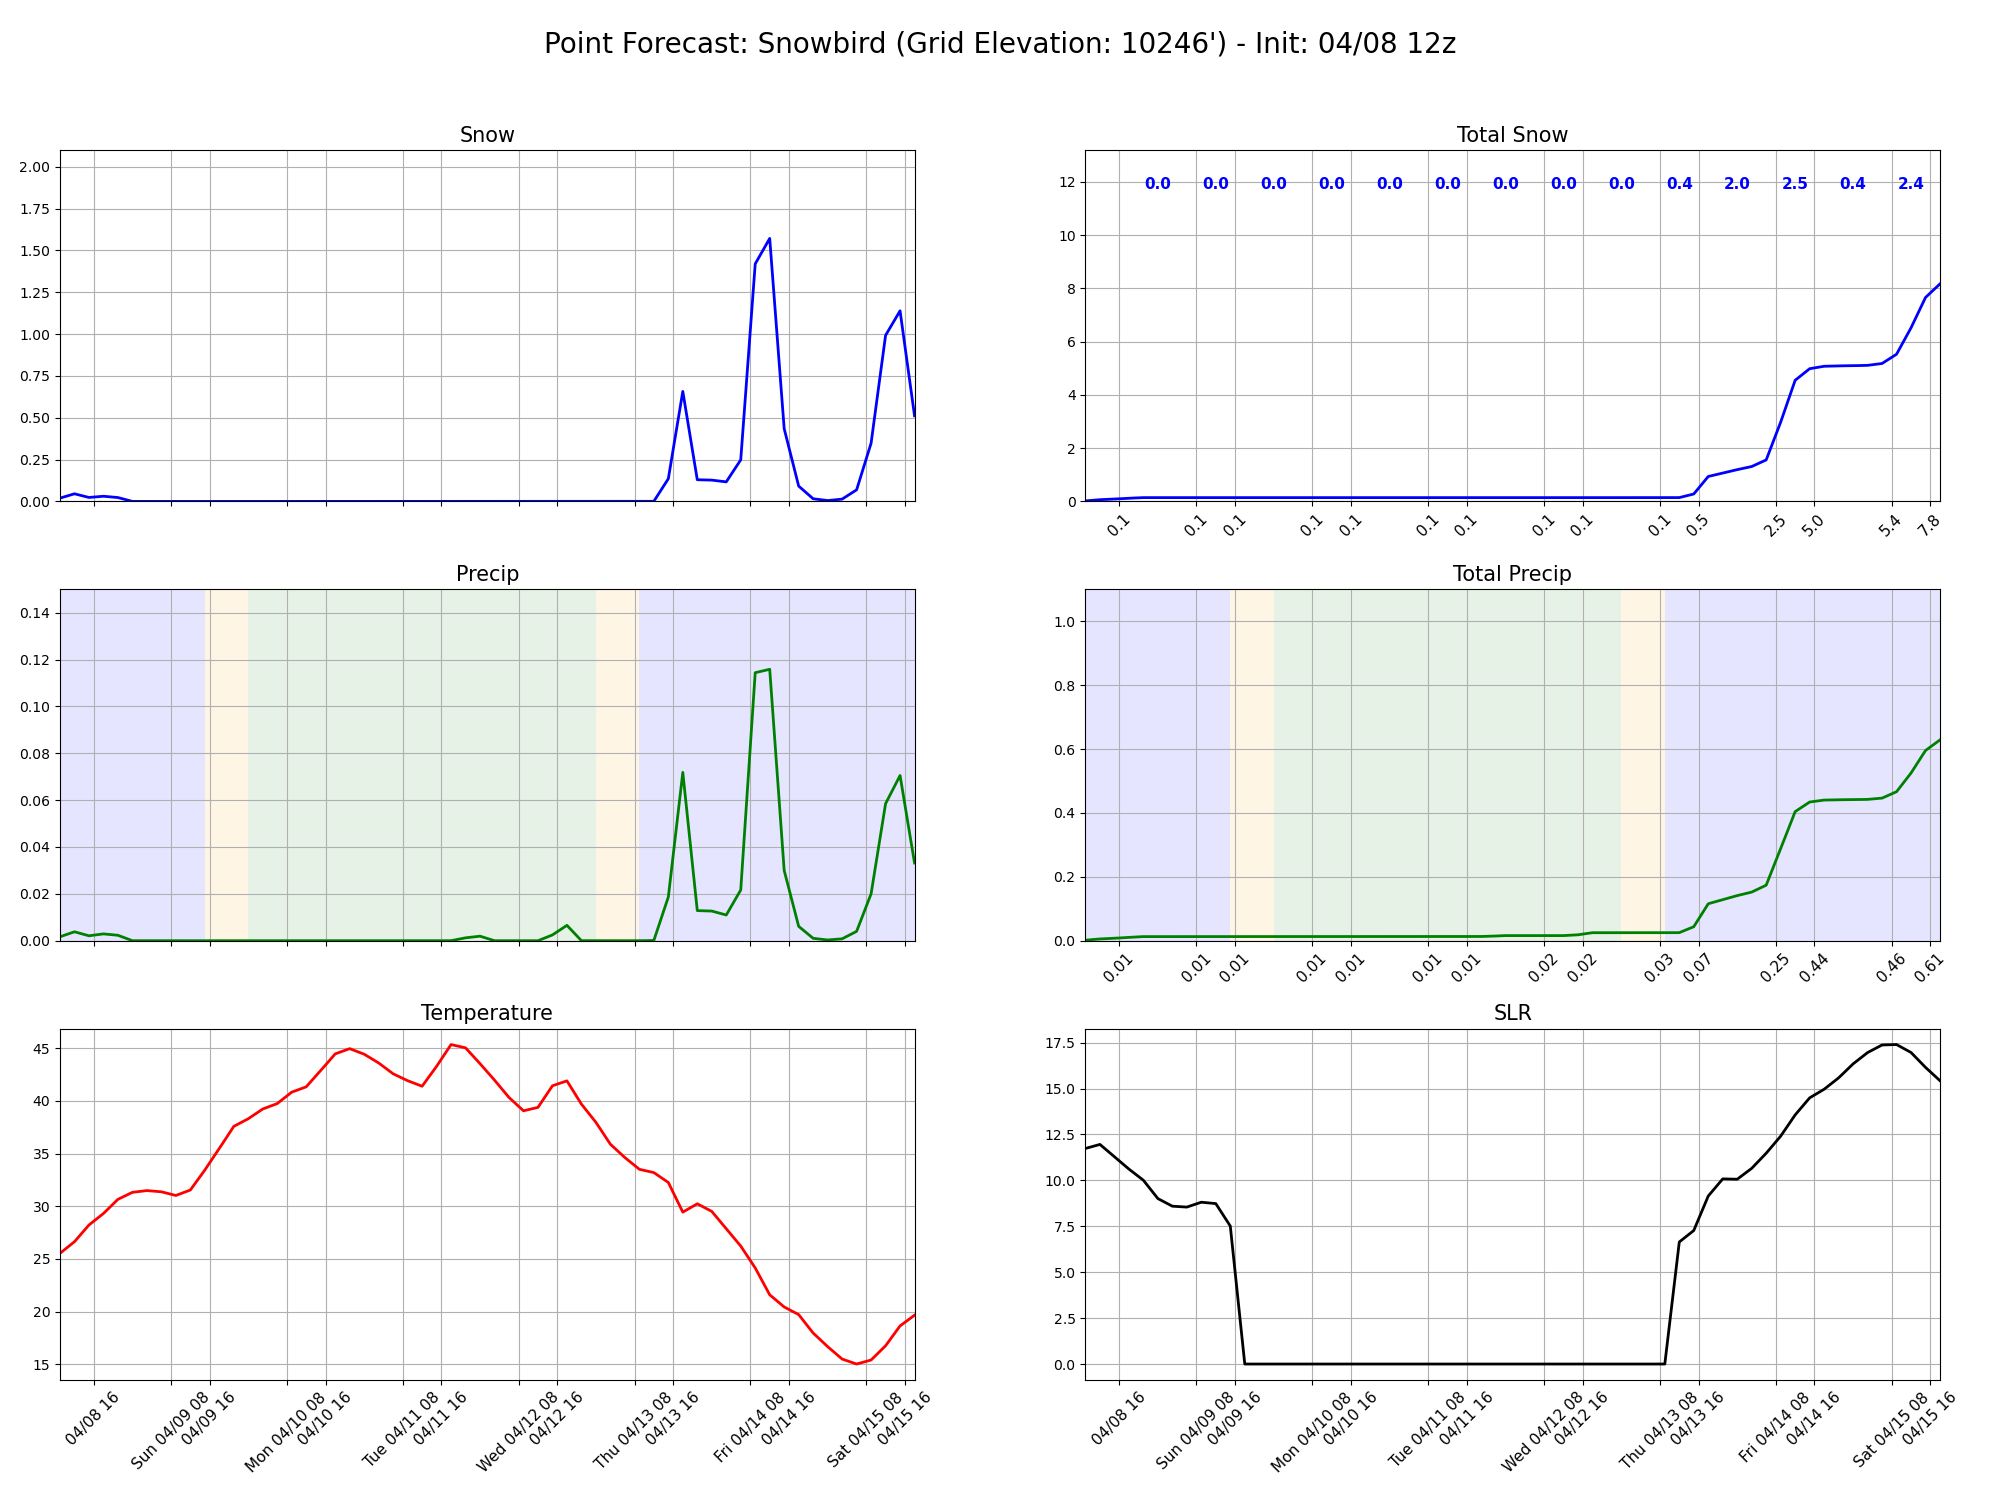 Point Forecast: Snowbird (Grid Elevation: 10246') - Init: 04/08 12z
Snow
2.00
1.75
1.50
1.25
1.00
0.75
0.50
0.25
0.00
Total Snow
12
10
8
6
4
2
0
0.0 0.0 0.0 0.0 0.0 0.0 0.0 0.0 0.0 0.4 2.0 2.5 0.4 2.4
0.1 0.1 0.1 0.1 0.1 0.1 0.1 0.1 0.1 0.1 0.5 2.5 5.0 5.4 7.8
Precip
0.14
0.12
0.10
0.08
0.06
0.04
0.02
0.00
Total Precip
1.0
0.8
0.6
0.4
0.2
0.0
0.01 0.01 0.01 0.01 0.01 0.01 0.01 0.02 0.02 0.03 0.07 0.25 0.44 0.46 0.61
Temperature
45
40
35
30
25
20
15
04/08 16
Sun 04/09 08
04/09 16
Mon 04/10 08
04/10 16
Tue 04/11 08
04/11 16
Wed 04/12 08
04/12 16
Thu 04/13 08
04/13 16
Fri 04/14 08
04/14 16
Sat 04/15 08
04/15 16
SLR
17.5
15.0
12.5
10.0
7.5
5.0
2.5
0.0
04/08 16
Sun 04/09 08
04/09 16
Mon 04/10 08
04/10 16
Tue 04/11 08
04/11 16
Wed 04/12 08
04/12 16
Thu 04/13 08
04/13 16
Fri 04/14 08
04/14 16
Sat 04/15 08
04/15 16